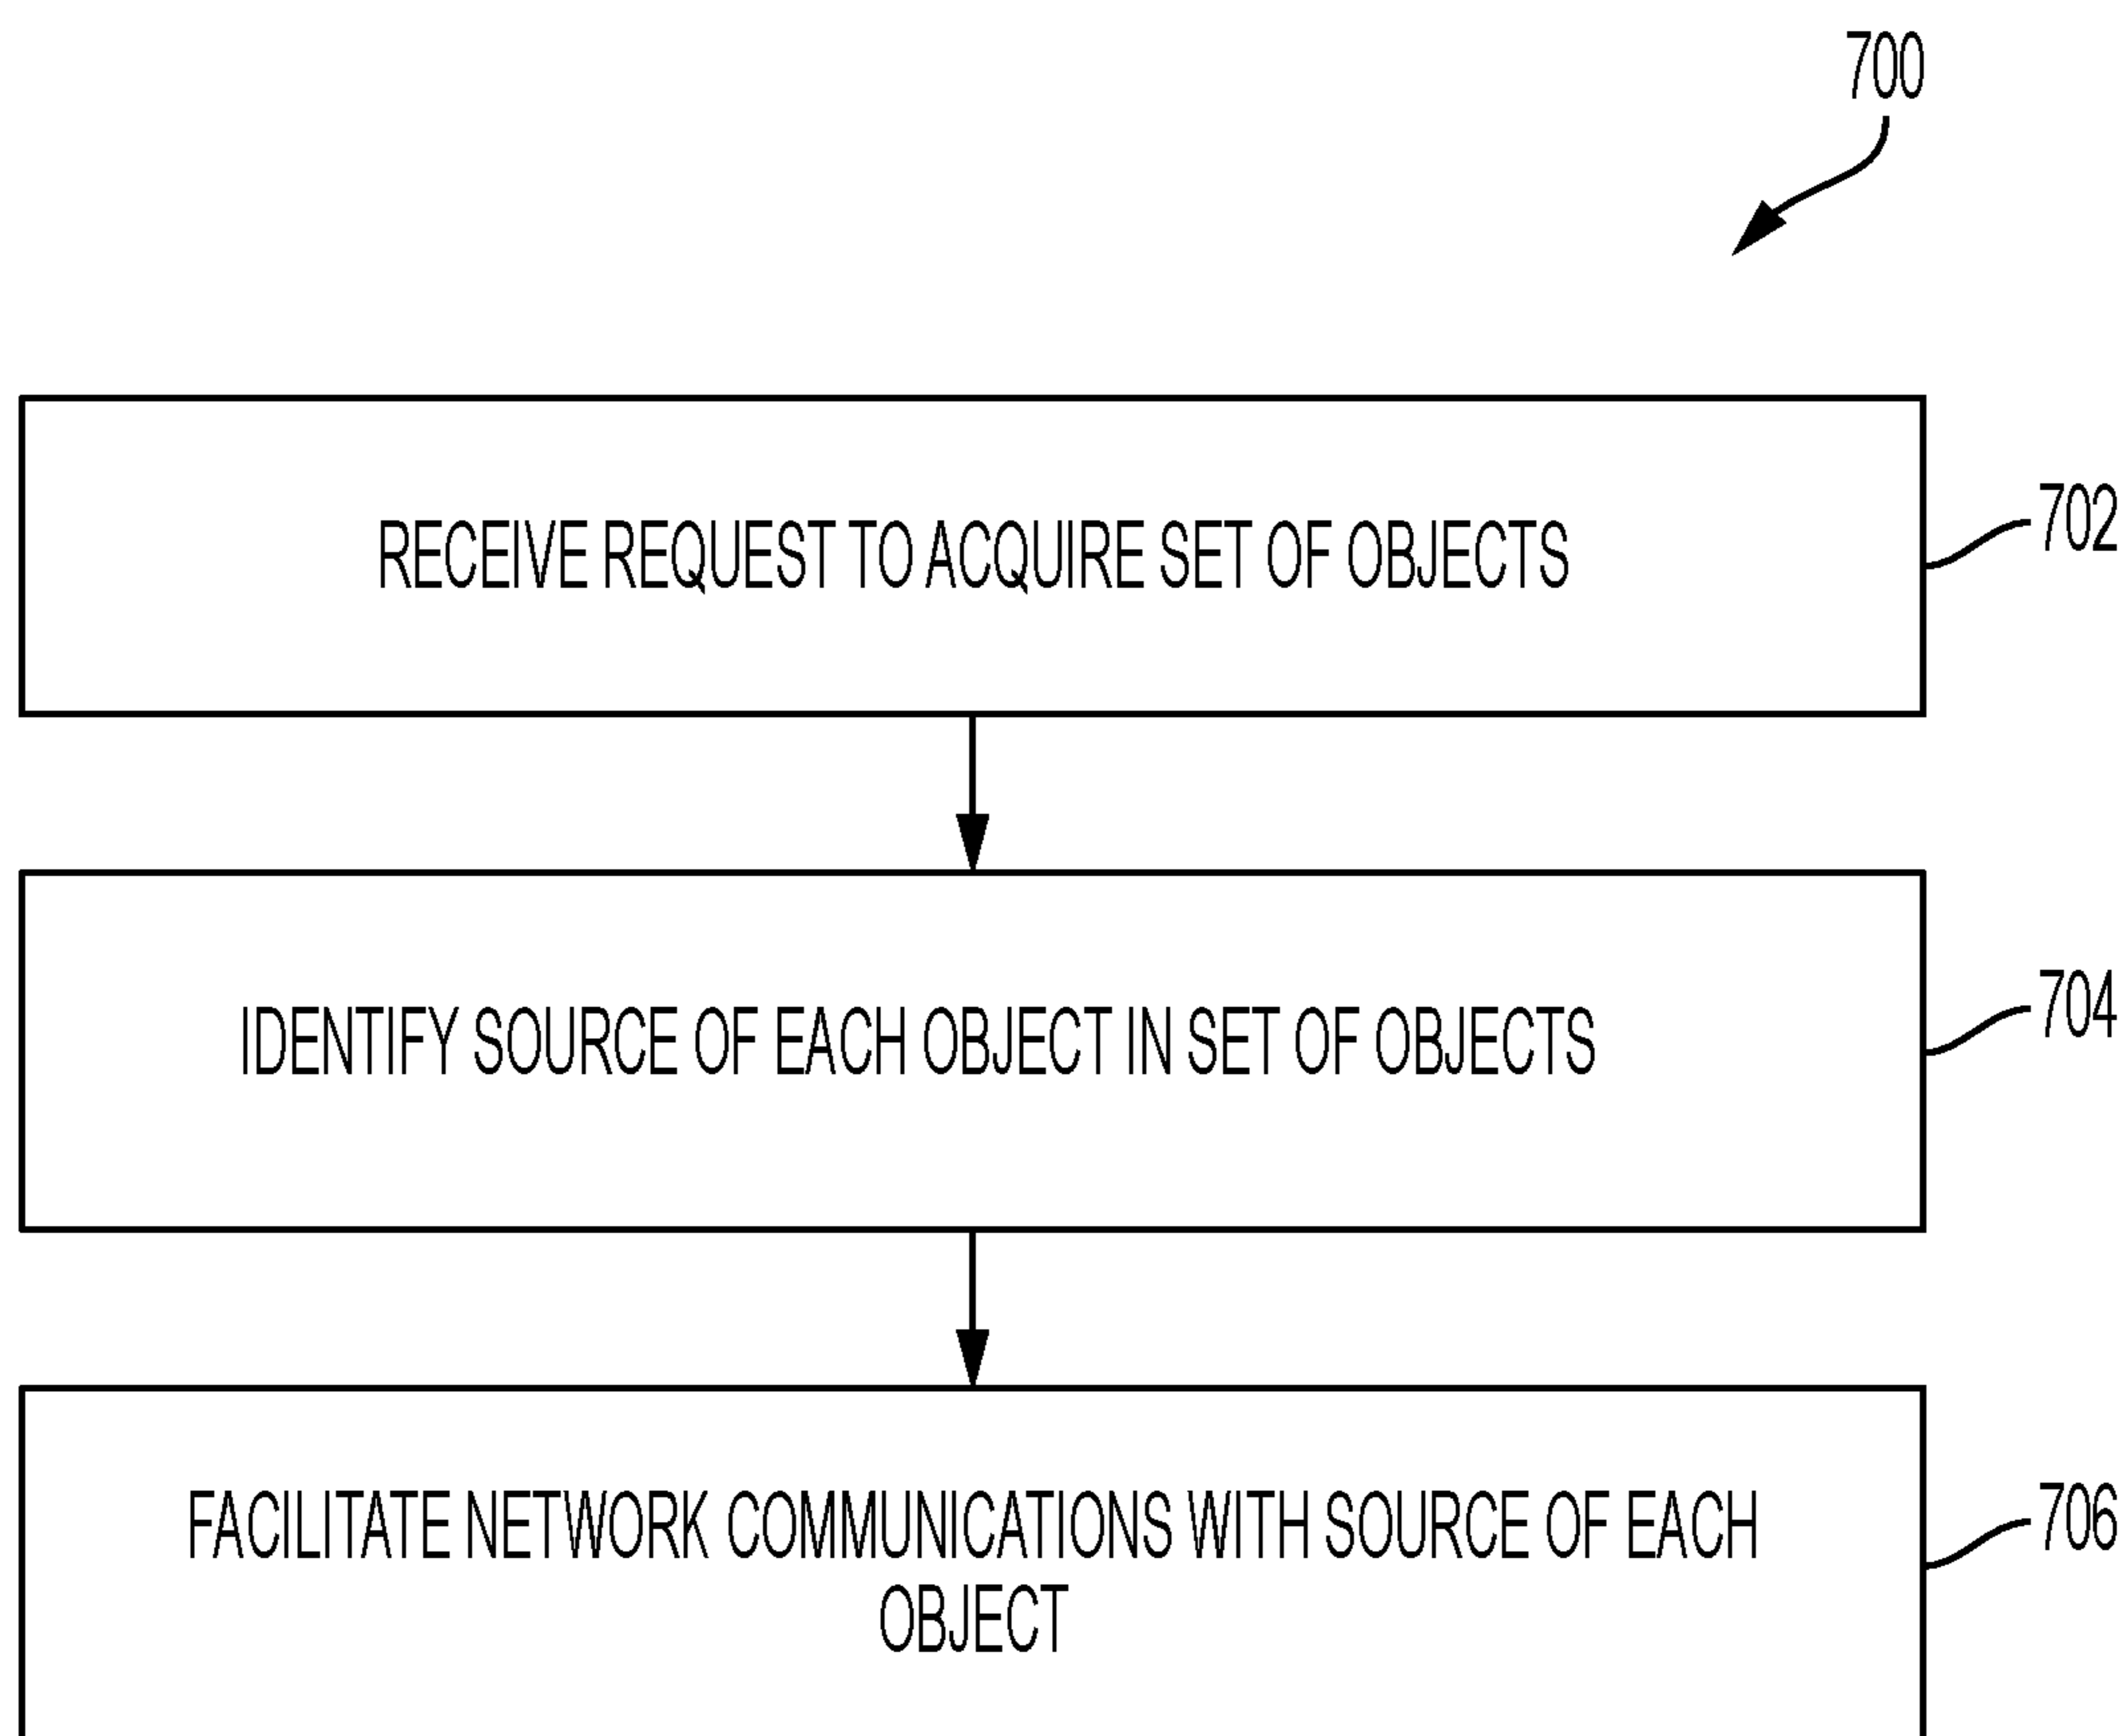 700
RECEIVE REQUEST TO ACQUIRE SET OF OBJECTS
702
IDENTIFY SOURCE OF EACH OBJECT IN SET OF OBJECTS
704
FACILITATE NETWORK COMMUNICATIONS WITH SOURCE OF EACH
OBJECT
706